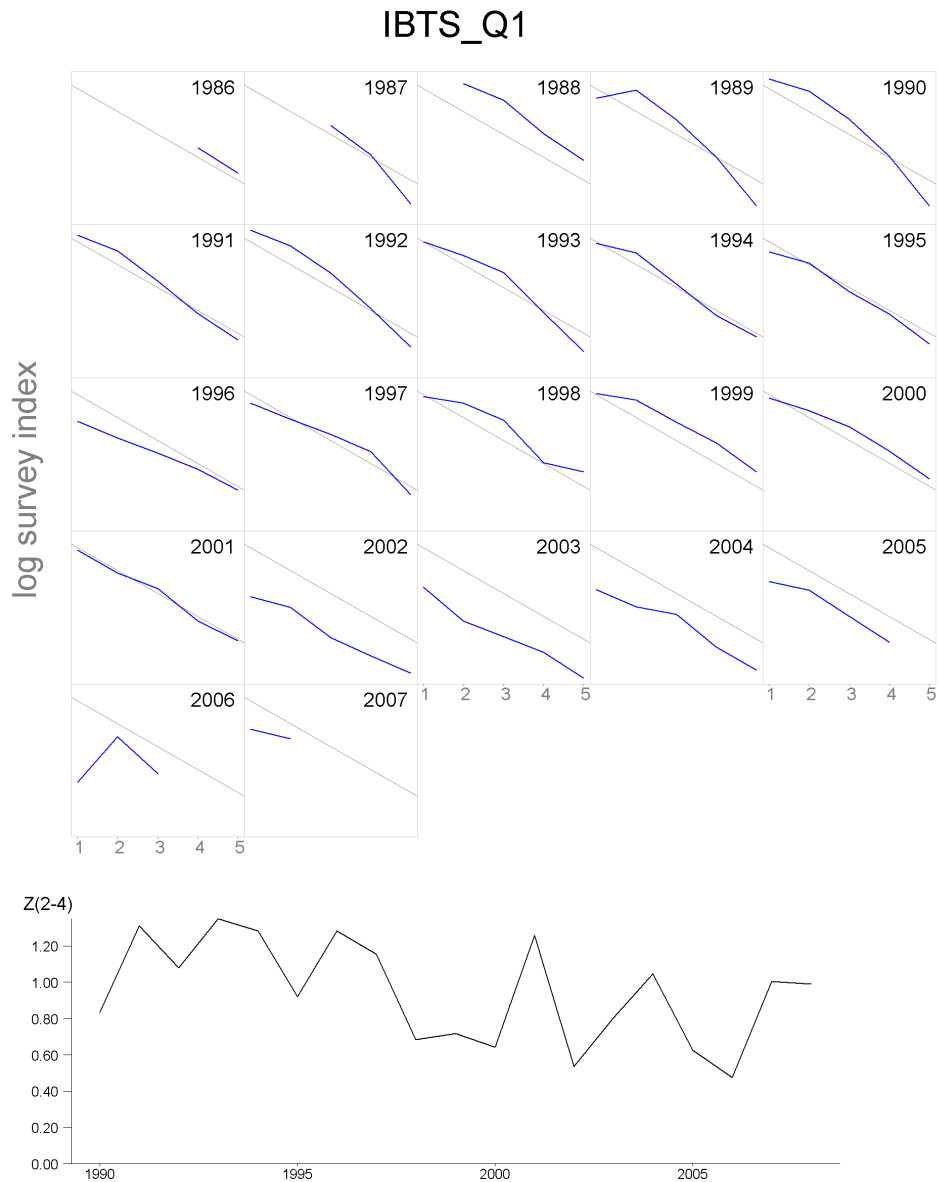 IBTS_Q1
log survey index
1986 1987 1988 1989 1990
1991 1992 1993 1994 1995
1996 1997 1998 1999 2000
2001 2002 2003 2004 2005
1 2 3 4 5 1 2 3 4 5
2006 2007
1 2 3 4 5
Z(2-4)
1.20
1.00
0.80
0.60
0.40
0.20
0.00
1990 1995 2000 2005